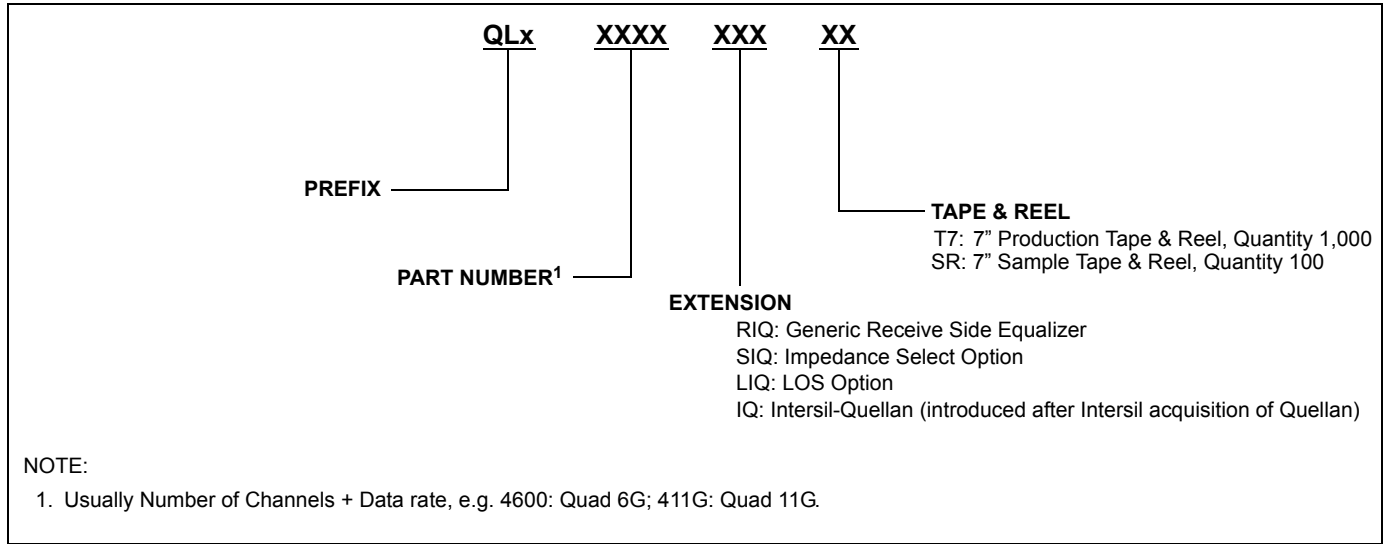 QLx XXXX XXX XX
PREFIX
TAPE & REEL
T7: 7” Production Tape & Reel, Quantity 1,000
SR: 7” Sample Tape & Reel, Quantity 100
PART NUMBER1
EXTENSION
RIQ: Generic Receive Side Equalizer
SIQ: Impedance Select Option
LIQ: LOS Option
IQ: Intersil-Quellan (introduced after Intersil acquisition of Quellan)
NOTE:
1. Usually Number of Channels + Data rate, e.g. 4600: Quad 6G; 411G: Quad 11G.